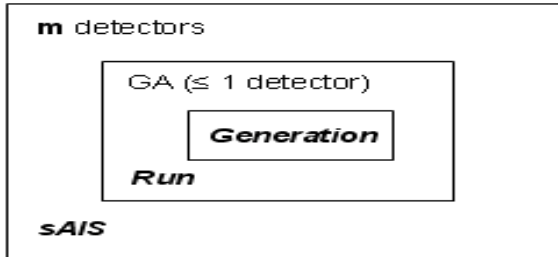 m detectors
GA (≤ 1 detector)
Generation
Run
sAIS